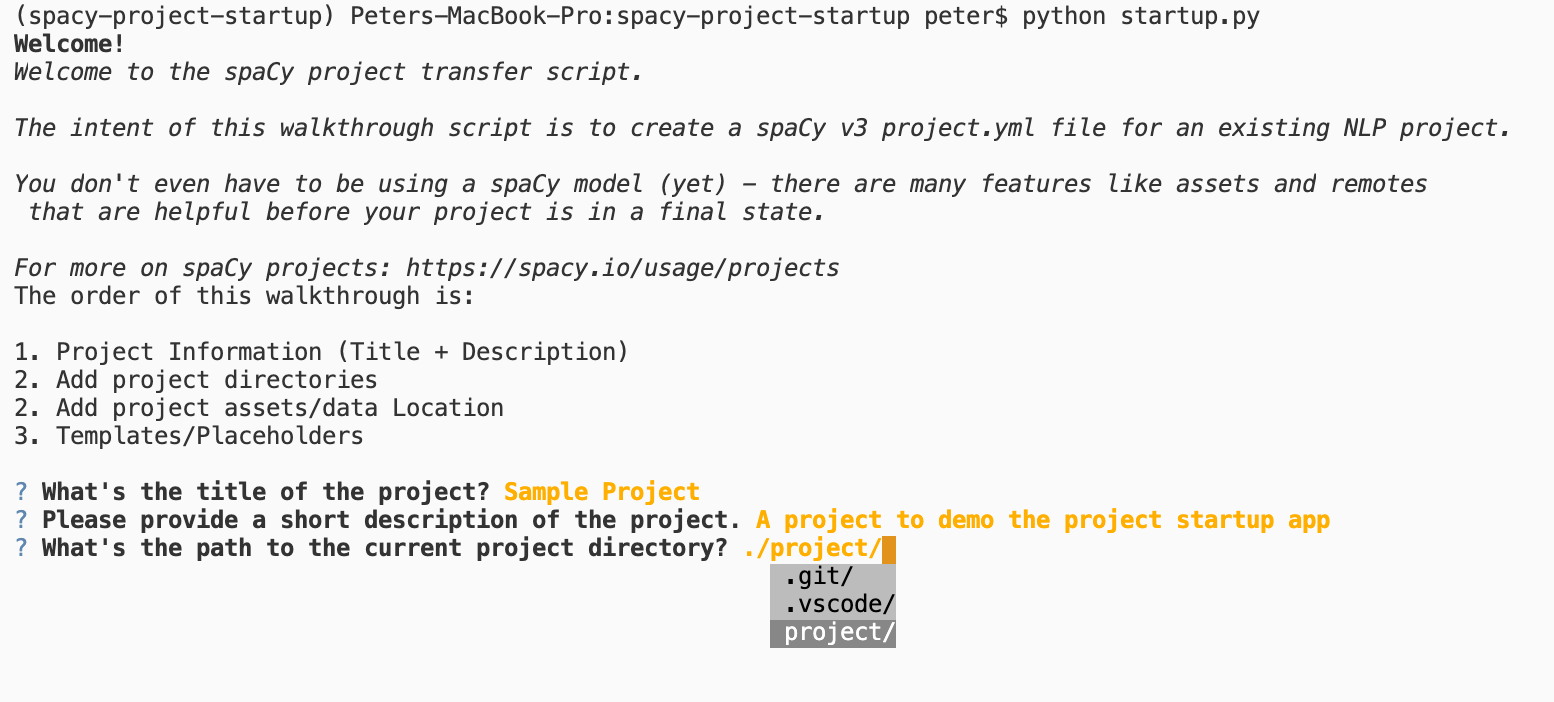 (spacy-project-startup) Peters-MacBook-Pro:spacy-project-startup peter$ python startup.py
Welcome!
Welcome to the spaCy project transfer script.
The intent of this walkthrough script is to create a spaCy v3 project.yml file for an existing NLP project.
You don't even have to be using a spaCy model (yet) – there are many features like assets and remotes
that are helpful before your project is in a final state.
For more on spaCy projects: https://spacy.io/usage/projects
The order of this walkthrough is:
1. Project Information (Title + Description)
2. Add project directories
2. Add project assets/data Location
3. Templates/Placeholders
? What's the title of the project? Sample Project
? Please provide a short description of the project. A project to demo the project startup app
? What's the path to the current project directory? ./project/
.git/
.vscode/
project/